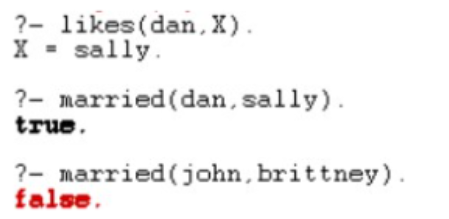 ?- likes(dan,X).
X = sally.
?- married(dan,sally).
true.
?- married(john,brittney).
false.